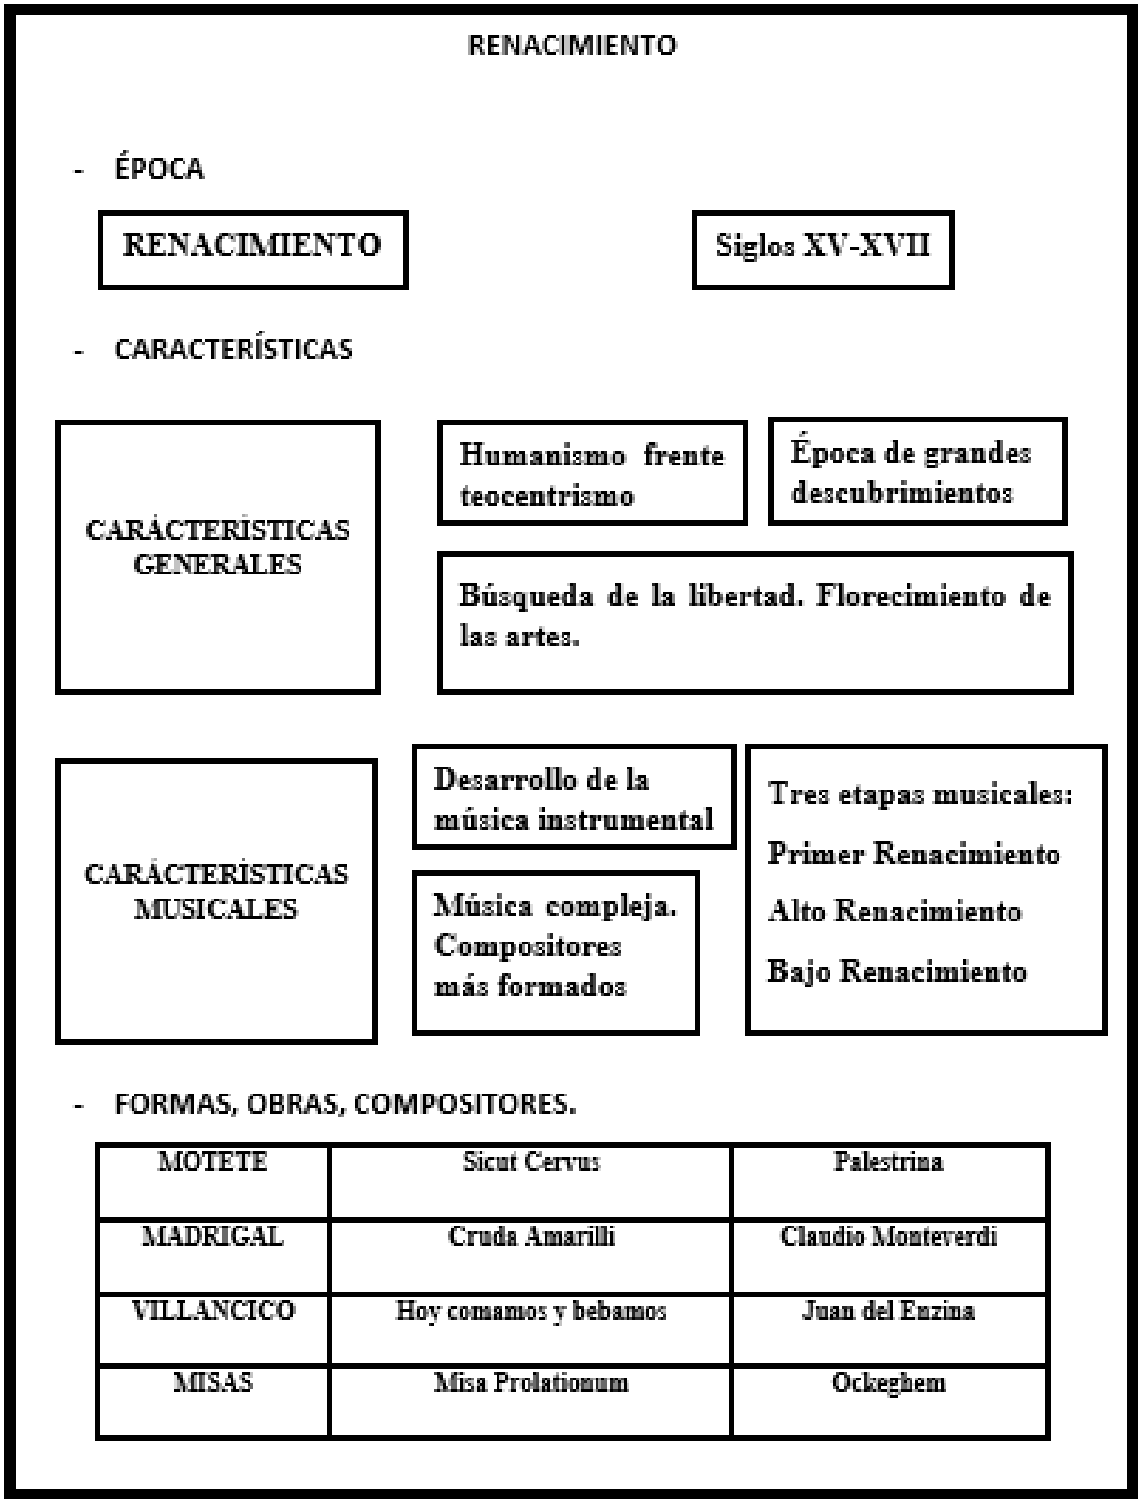 RENACIMIENTO
- ÉPOCA
RENACIMIENTO
Siglos XV-XVII
- CARACTERÍSTICAS
CARÁCTERÍSTICAS
GENERALES
Humanismo frente
teocentrismo
Época de grandes
descubrimientos
Búsqueda de la libertad. Florecimiento de
las artes.
CARÁCTERÍSTICAS
MUSICALES
Desarrollo de la
música instrumental
Música compleja.
Compositores
más formados
Tres etapas musicales:
Primer Renacimiento
Alto Renacimiento
Bajo Renacimiento
- FORMAS, OBRAS, COMPOSITORES.
MOTETE Sicut Cervus Palestrina
MADRIGAL Cruda Amarilli Claudio Monteverdi
VILLANCICO Hoy comamos y bebamos Juan del Enzina
MISAS Misa Prolationum Ockeghem